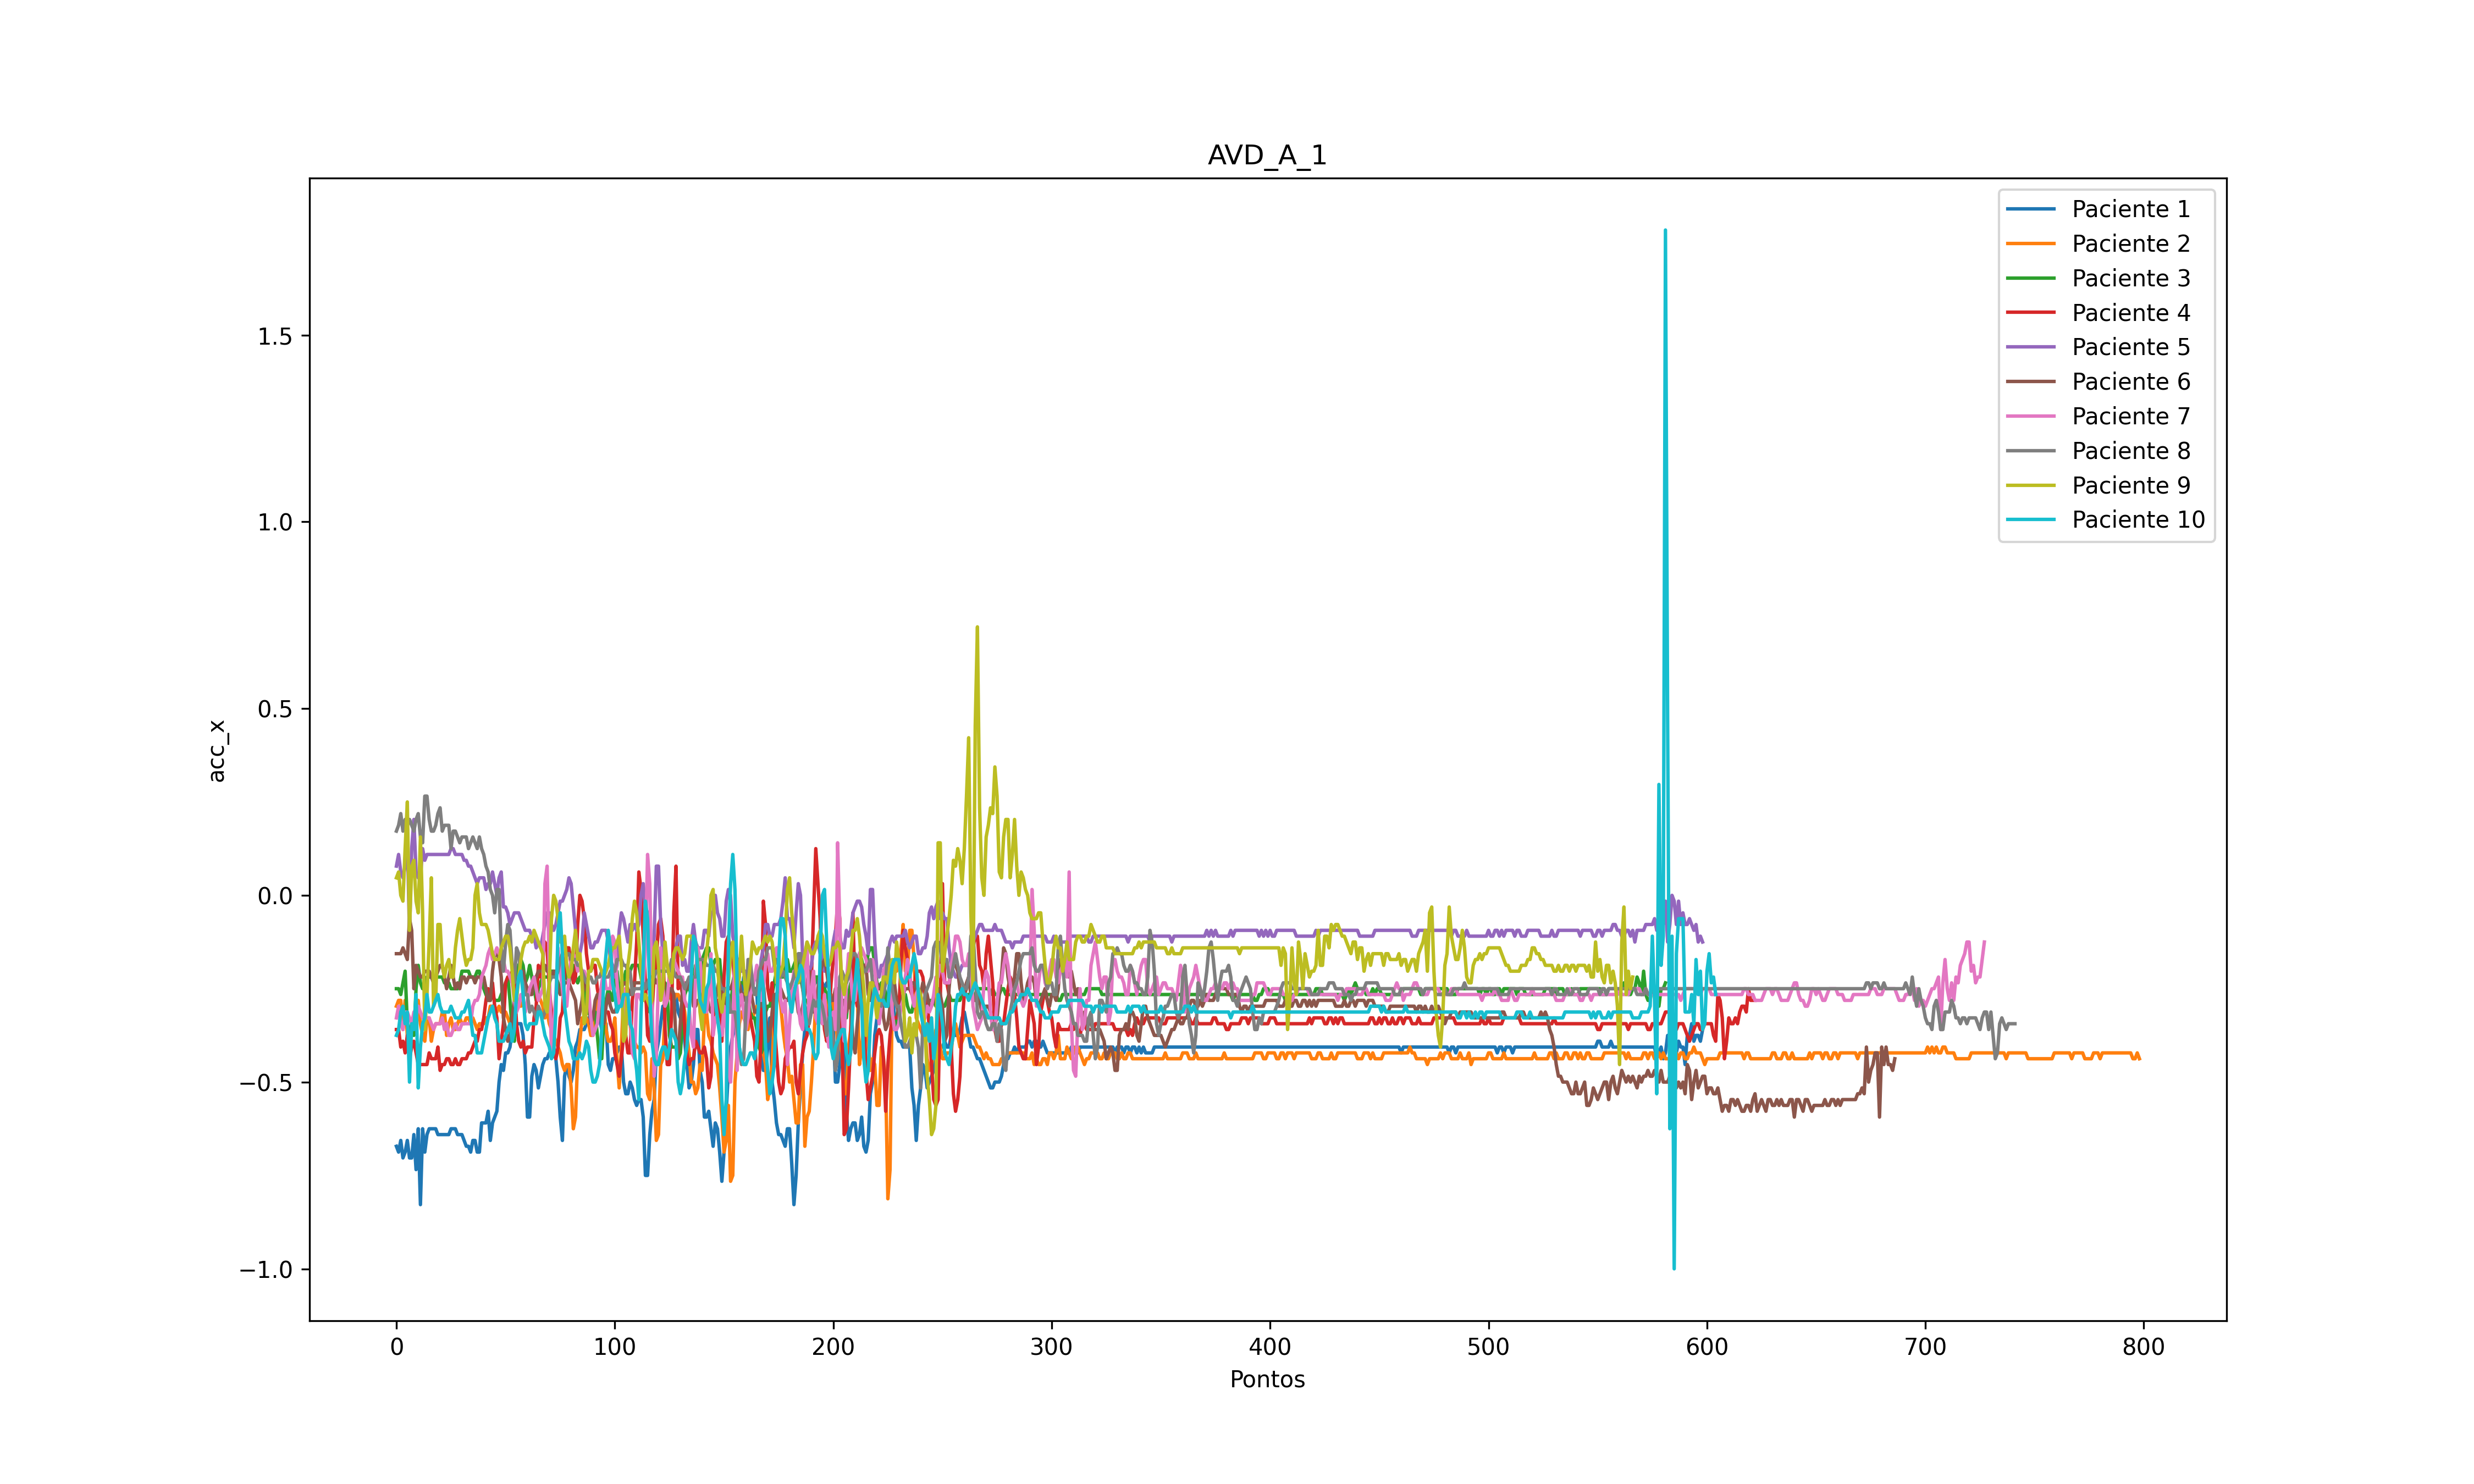 AVD_A_1
acc_x
1.5
1.0
0.5
0.0
−0.5
−1.0
0 100 200 300 400 500 600 700 800
Pontos
Paciente 1
Paciente 2
Paciente 3
Paciente 4
Paciente 5
Paciente 6
Paciente 7
Paciente 8
Paciente 9
Paciente 10